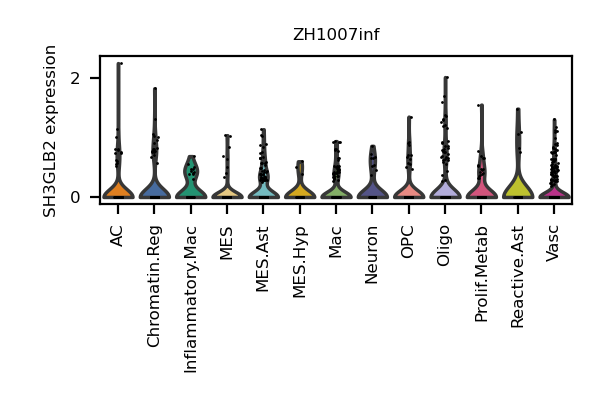 ZH1007inf
SH3GLB2 expression
2
0
AC
Chromatin.Reg
Inflammatory.Mac
MES
MES.Ast
MES.Hyp
Mac
Neuron
OPC
Oligo
Prolif.Metab
Reactive.Ast
Vasc